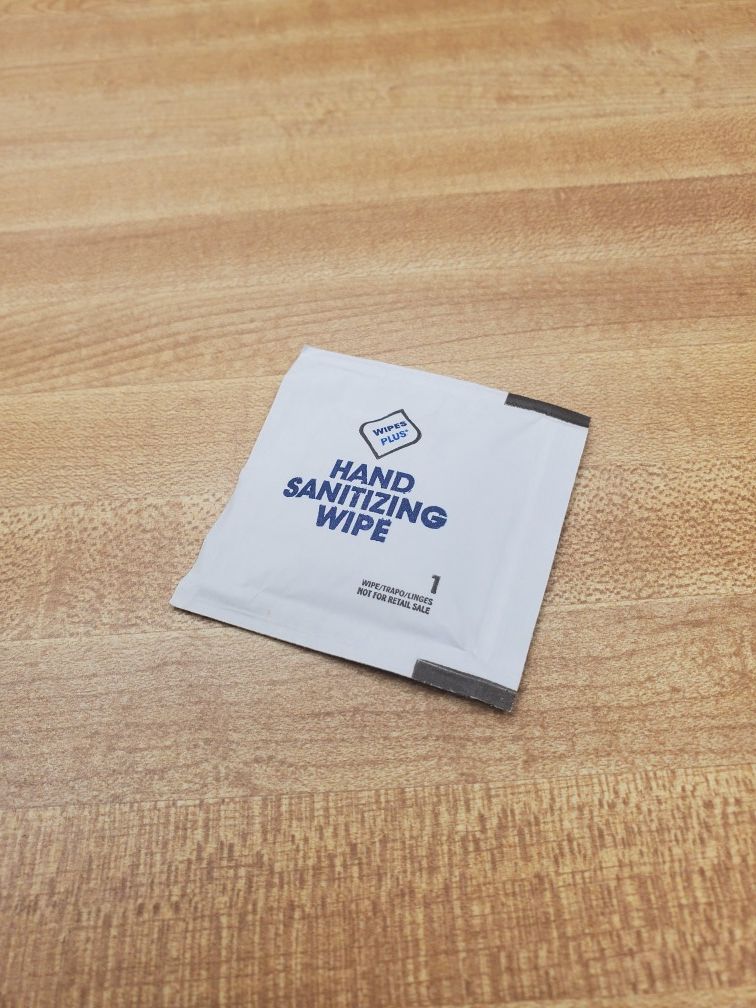 WIPES
PLUS®
HAND
SANITIZING
WIPE
1
WIPE/TRAPO/LINGES
NOT FOR RETAIL SALE